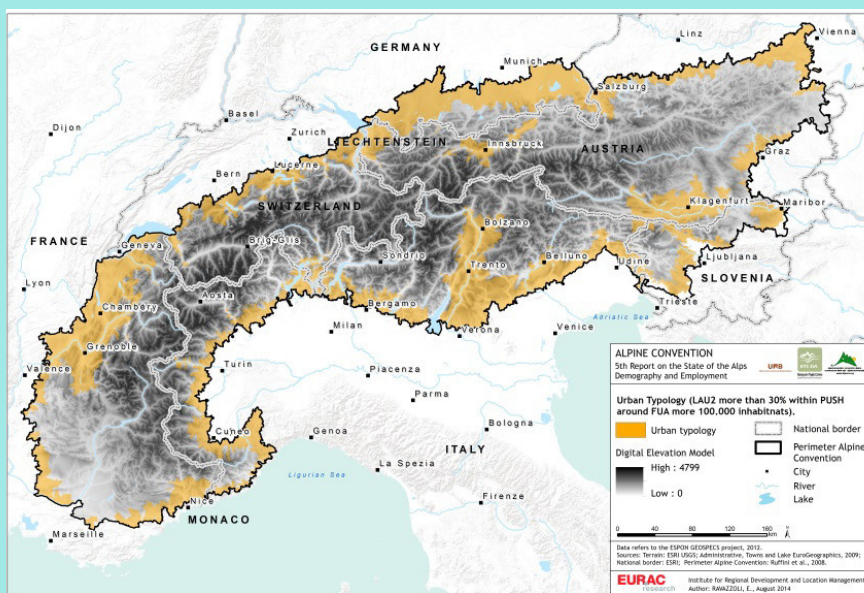 GERMANY
Linz
Vienna
Munich
Salzburg
Basel
Dijon
Zurich
LIECHTENSTEIN
Innsbruck
AUSTRIA
Graz
Bern
Lucerne
SWITZERLAND
Klagenfurt
Maribor
FRANCE
Geneva
Brig-Glis
Bolzano
Sondrio
Trento
Belluno
Udine
Ljubljana
SLOVENIA
Lyon
Chambéry
Aosta
Bergamo
Trieste
Adriatic Sea
Milan
Verona
Venice
Grenoble
Valence
Turin
Piacenza
Parma
Cuneo
Genoa
Bologna
ITALY
Ligurian Sea
La Spezia
Nice
Firenze
MONACO
Marseille
ALPINE CONVENTION
5th Report on the State of the Alps
Demography and Employment
Urban Typology (LAU2 more than 30% within PUSH
around FUA more 100,000 inhabitnats).
Urban typology
National border
Perimeter Alpine
Convention
Digital Elevation Model
High : 4799
Low : 0
City
River
Lake
0 40 80 120 160
km
N
Data refers to the ESPON GEOSPECS project, 2012.
Sources: Terrain: ESRI USGS; Administrative, Towns and Lake EuroGeographics, 2009;
National border: ESRI; Perimeter Alpine Convention: Ruffini et al., 2008.
EURAC
research
Institute for Regional Development and Location Management
Author: RAVAZZOLI, E., August 2014